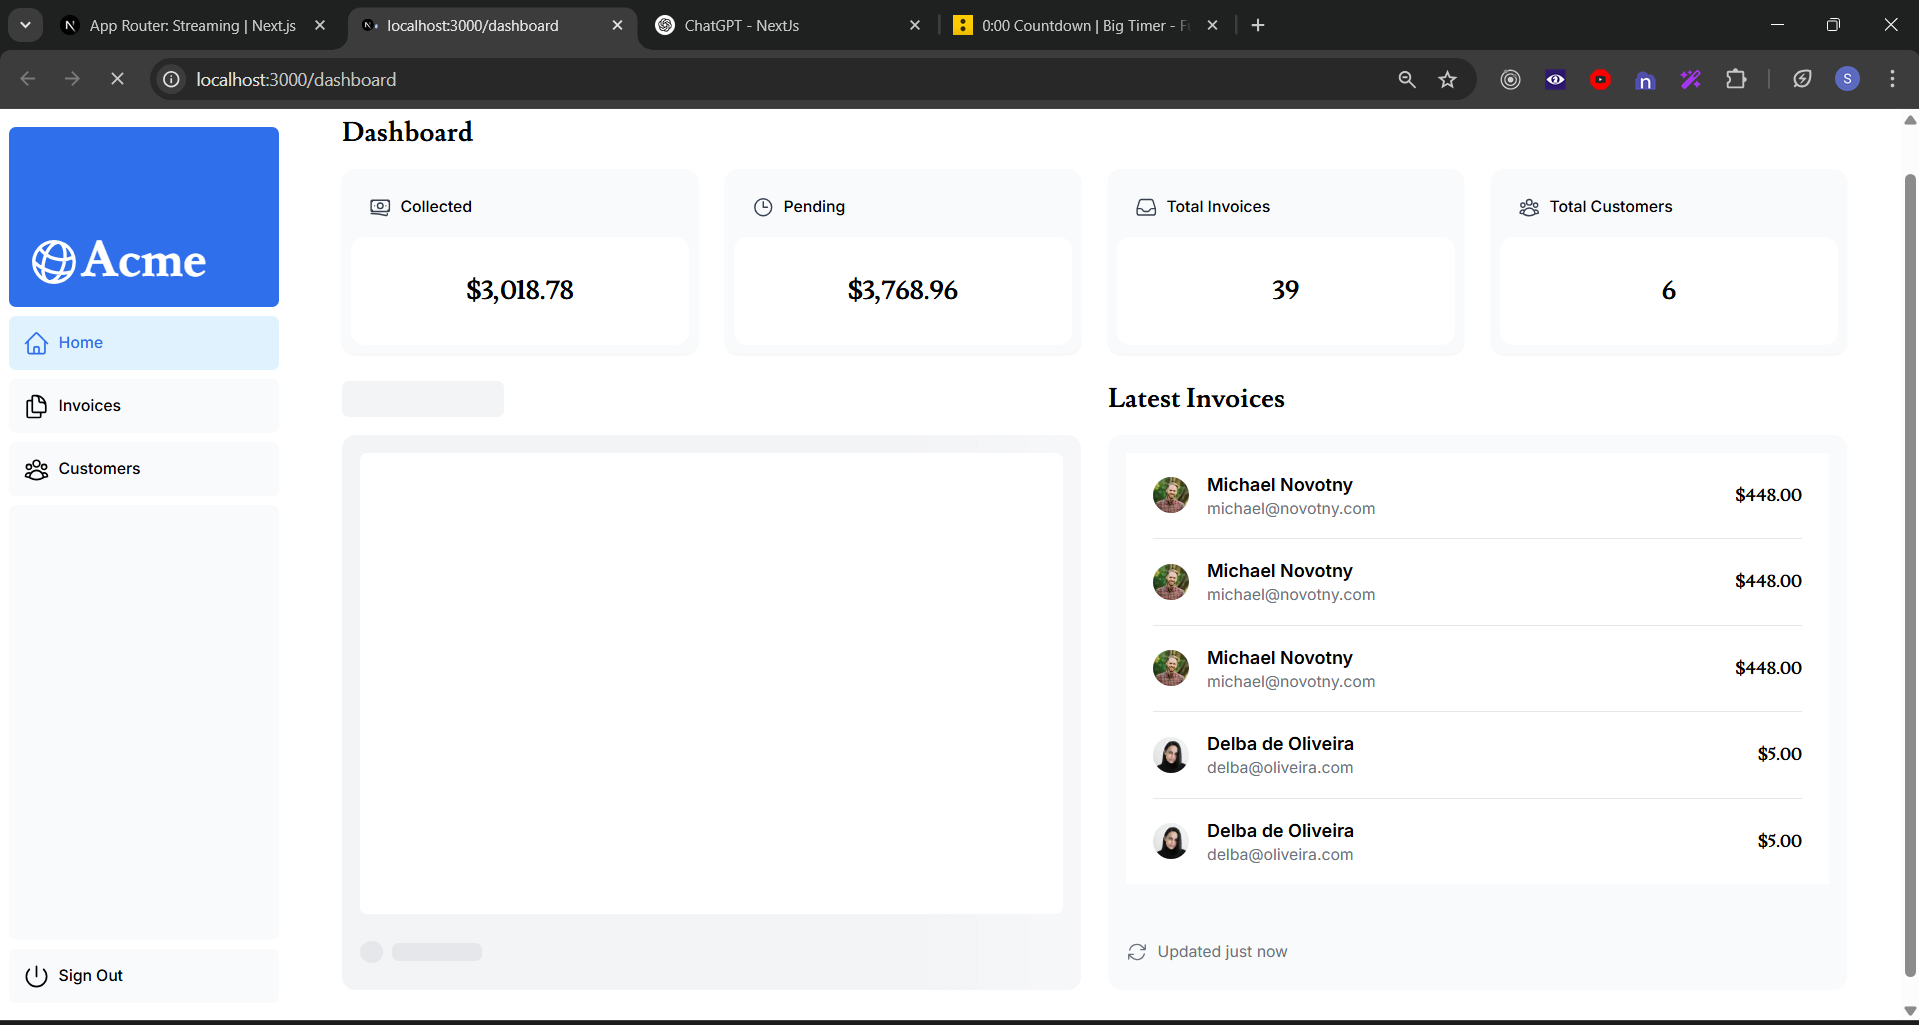 App Router: Streaming | Next.js
localhost:3000/dashboard
ChatGPT - NextJs
0:00 Countdown | Big Timer -
localhost:3000/dashboard
S
Acme
Home
Invoices
Customers
Sign Out
Dashboard
Collected
$3,018.78
Pending
$3,768.96
Total Invoices
39
Total Customers
6
Latest Invoices
Michael Novotny
michael@novotny.com
$448.00
Michael Novotny
michael@novotny.com
$448.00
Michael Novotny
michael@novotny.com
$448.00
Delba de Oliveira
delba@oliveira.com
$5.00
Delba de Oliveira
delba@oliveira.com
$5.00
Updated just now